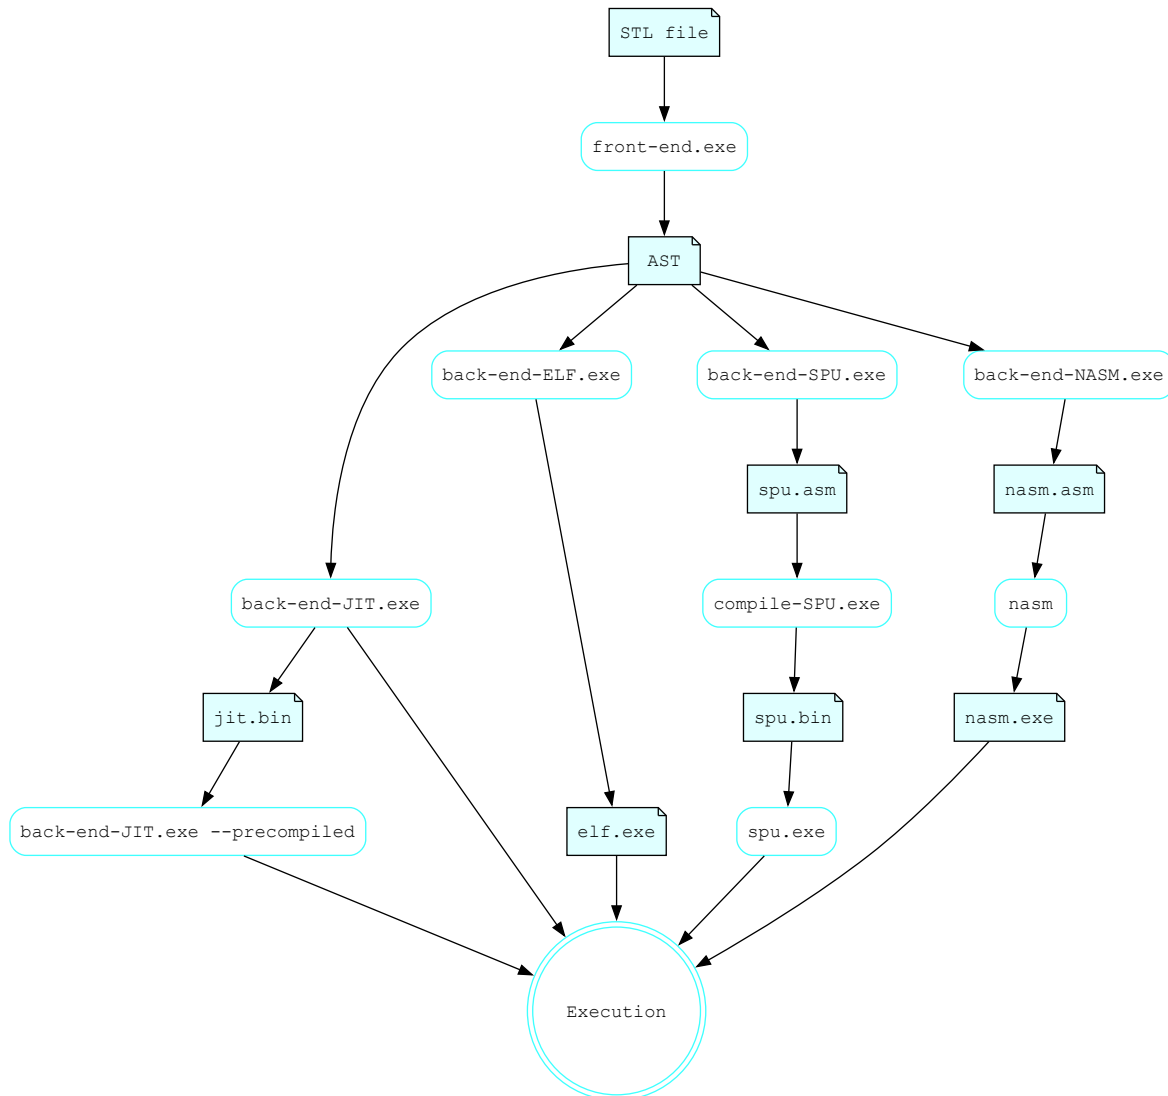 STL file
front-end.exe
AST
back-end-ELF.exe
back-end-SPU.exe
back-end-NASM.exe
spu.asm
nasm.asm
back-end-JIT.exe
compile-SPU.exe
nasm
jit.bin
spu.bin
nasm.exe
back-end-JIT.exe --precompiled
elf.exe
spu.exe
Execution